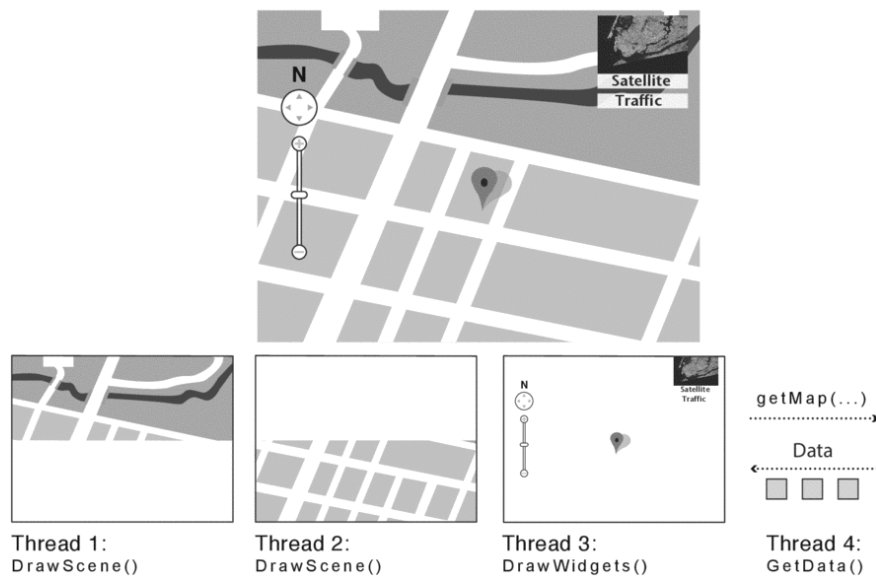 N
Satellite
Traffic
N
Satellite
Traffic
getMap(...)
Data
Thread 1:
DrawScene()
Thread 2:
DrawScene()
Thread 3:
DrawWidgets()
Thread 4:
GetData()